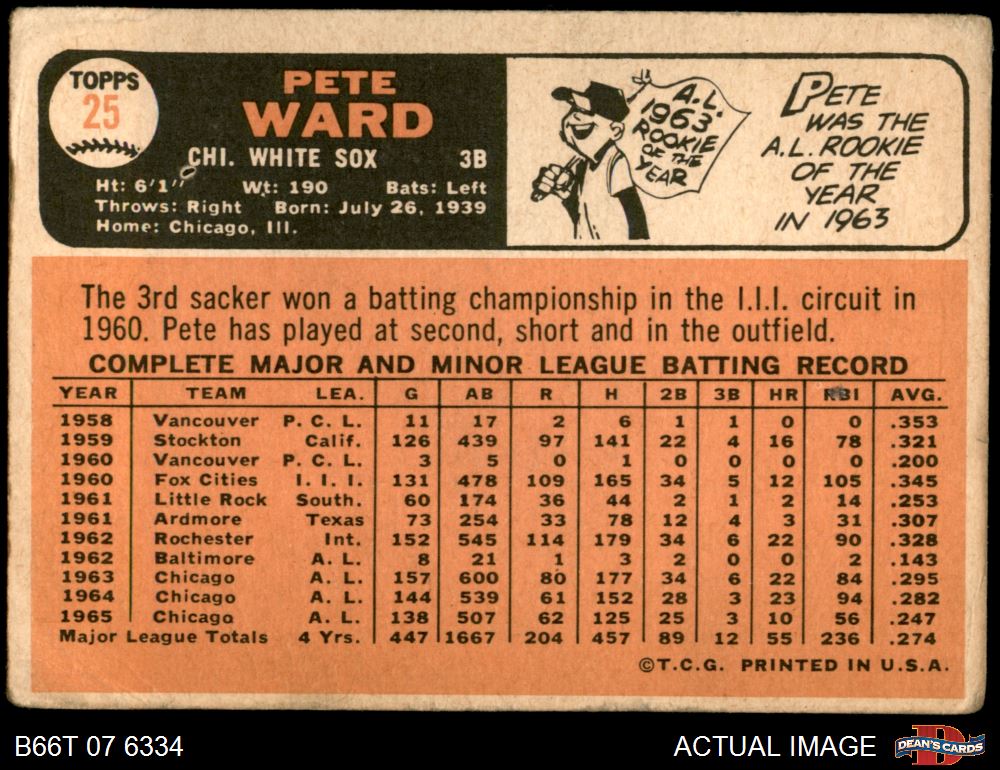 TOPPS
25
PETE
WARD
CHI. WHITE SOX 3B
Ht: 6'1" Wt: 190 Bats: Left
Throws: Right Born: July 26, 1939
Home: Chicago, Ill.
A.L.
1963
ROOKIE
OF THE
YEAR
PETE
WAS THE
A.L. ROOKIE
OF THE
YEAR
IN 1963
The 3rd sacker won a batting championship in the I.I.I. circuit in
1960. Pete has played at second, short and in the outfield.
COMPLETE MAJOR AND MINOR LEAGUE BATTING RECORD
YEAR TEAM LEA. G AB R H 2B 3B HR RBI AVG.
1958 Vancouver P. C. L. 11 17 2 6 1 1 0 0 .353
1959 Stockton Calif. 126 439 97 141 22 4 16 78 .321
1960 Vancouver P. C. L. 3 5 0 1 0 0 0 0 .200
1960 Fox Cities I. I. I. 131 478 109 165 34 5 12 105 .345
1961 Little Rock South. 60 174 36 44 2 1 2 14 .253
1961 Ardmore Texas 73 254 33 78 12 4 3 31 .307
1962 Rochester Int. 152 545 114 179 34 6 22 90 .328
1962 Baltimore A. L. 8 21 1 3 2 0 0 2 .143
1963 Chicago A. L. 157 600 80 177 34 6 22 84 .295
1964 Chicago A. L. 144 539 61 152 28 3 23 94 .282
1965 Chicago A. L. 138 507 62 125 25 3 10 56 .247
Major League Totals 4 Yrs. 447 1667 204 457 89 12 55 236 .274
©T.C.G. PRINTED IN U.S.A.
B66T 07 6334
ACTUAL IMAGE
D
DEAN'S CARDS